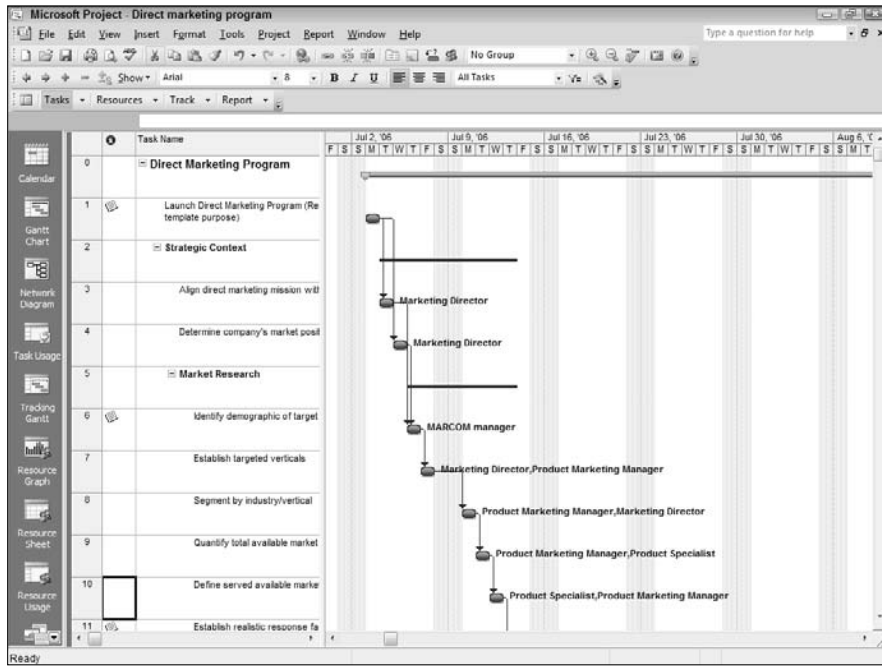 Microsoft Project - Direct marketing program
File Edit View Insert Format Tools Project Report Window Help
Type a question for help
No Group
Show Arial 8 B I U All Tasks
Tasks Resources Track Report
Task Name
Jul 2, '06 Jul 9, '06 Jul 16, '06 Jul 23, '06 Jul 30, '06 Aug 6, '0
F S S M T W T F S S M T W T F S S M T W T F S S M T W T F S S M T W T F S S M T
Calendar
Gantt Chart
Network Diagram
Task Usage
Tracking Gantt
Resource Graph
Resource Sheet
Resource Usage
0 Direct Marketing Program
1 Launch Direct Marketing Program (Re
template purpose)
2 Strategic Context
3 Align direct marketing mission with
Marketing Director
4 Determine company's market posit
Marketing Director
5 Market Research
6 Identify demographic of target
MARCOM manager
7 Establish targeted verticals
Marketing Director,Product Marketing Manager
8 Segment by industry/vertical
Product Marketing Manager,Marketing Director
9 Quantify total available market
Product Marketing Manager,Product Specialist
10 Define served available marke
Product Specialist,Product Marketing Manager
11 Establish realistic response fa
Ready